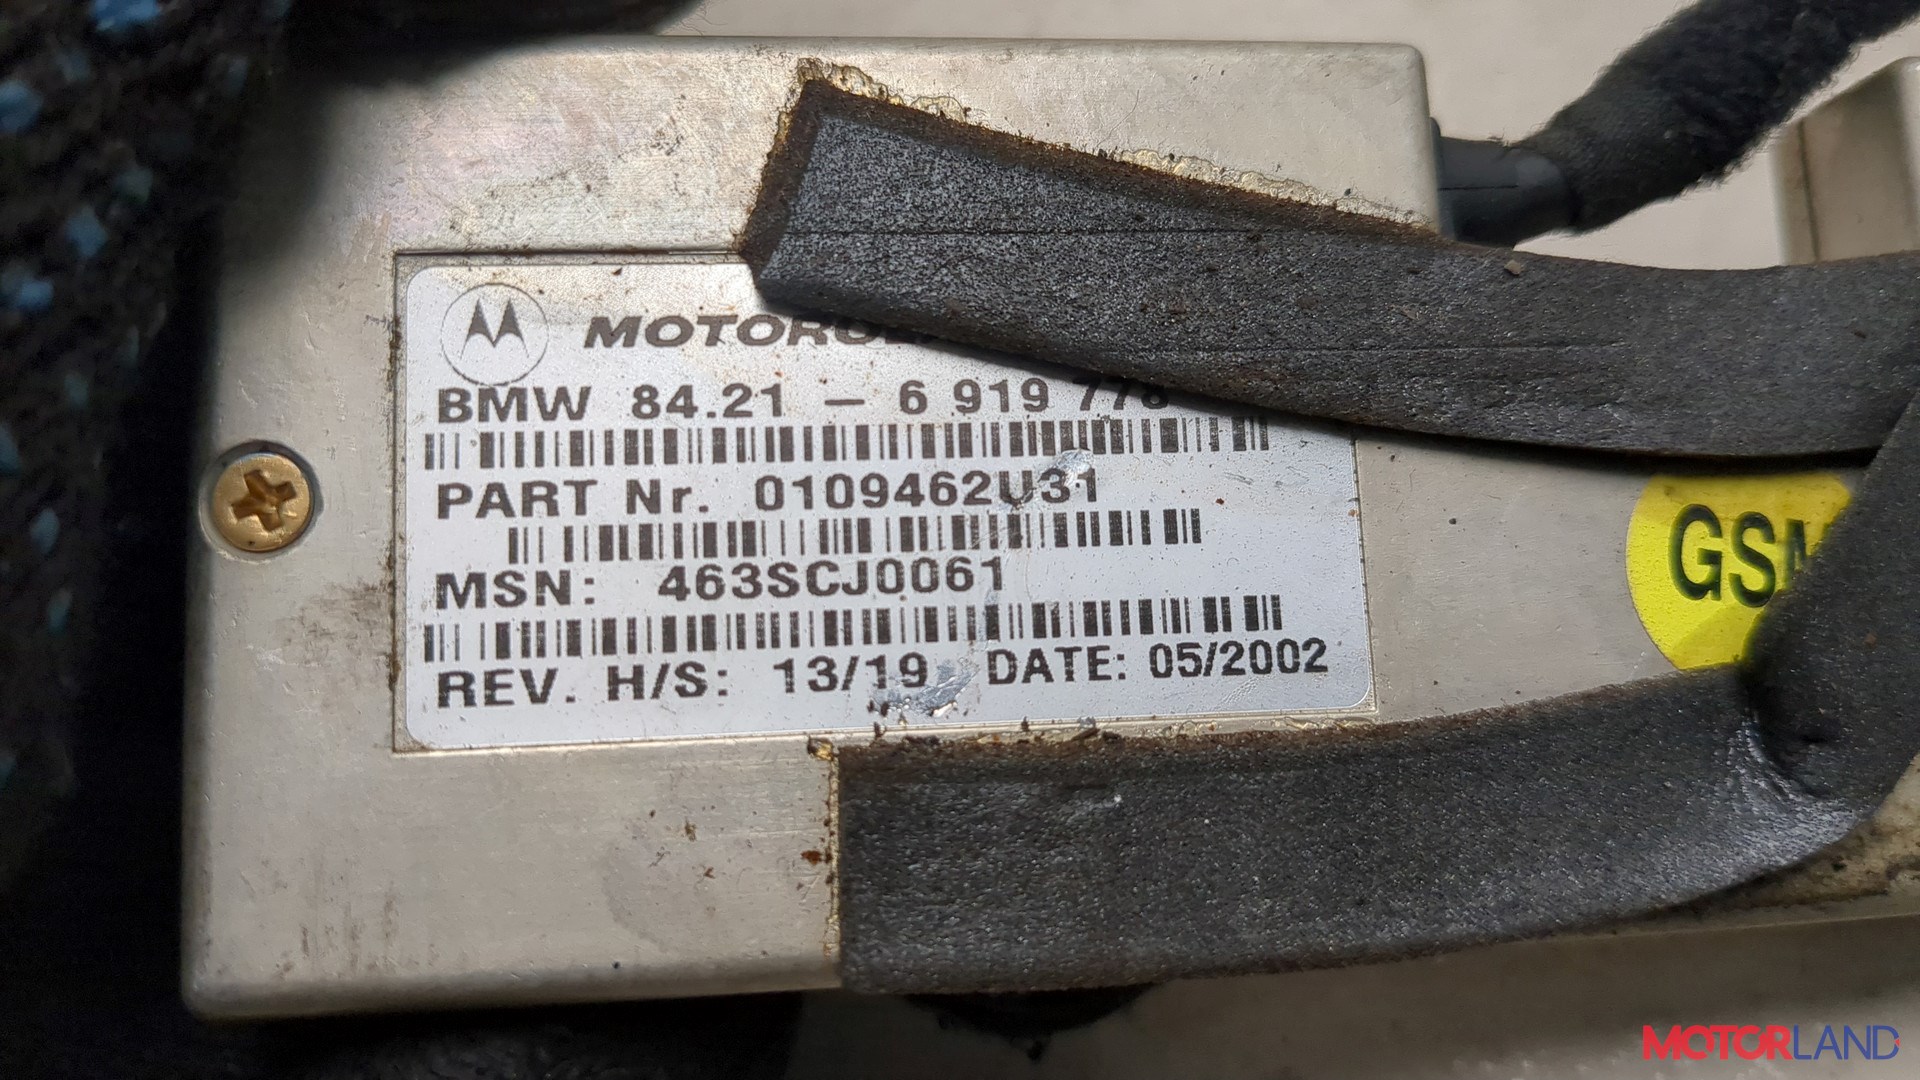 MOTOROLA
BMW 84.21 – 6 919 778
PART Nr. 0109462U31
MSN: 463SCJ0061
REV. H/S: 13/19 DATE: 05/2002
GSM
MOTORLAND